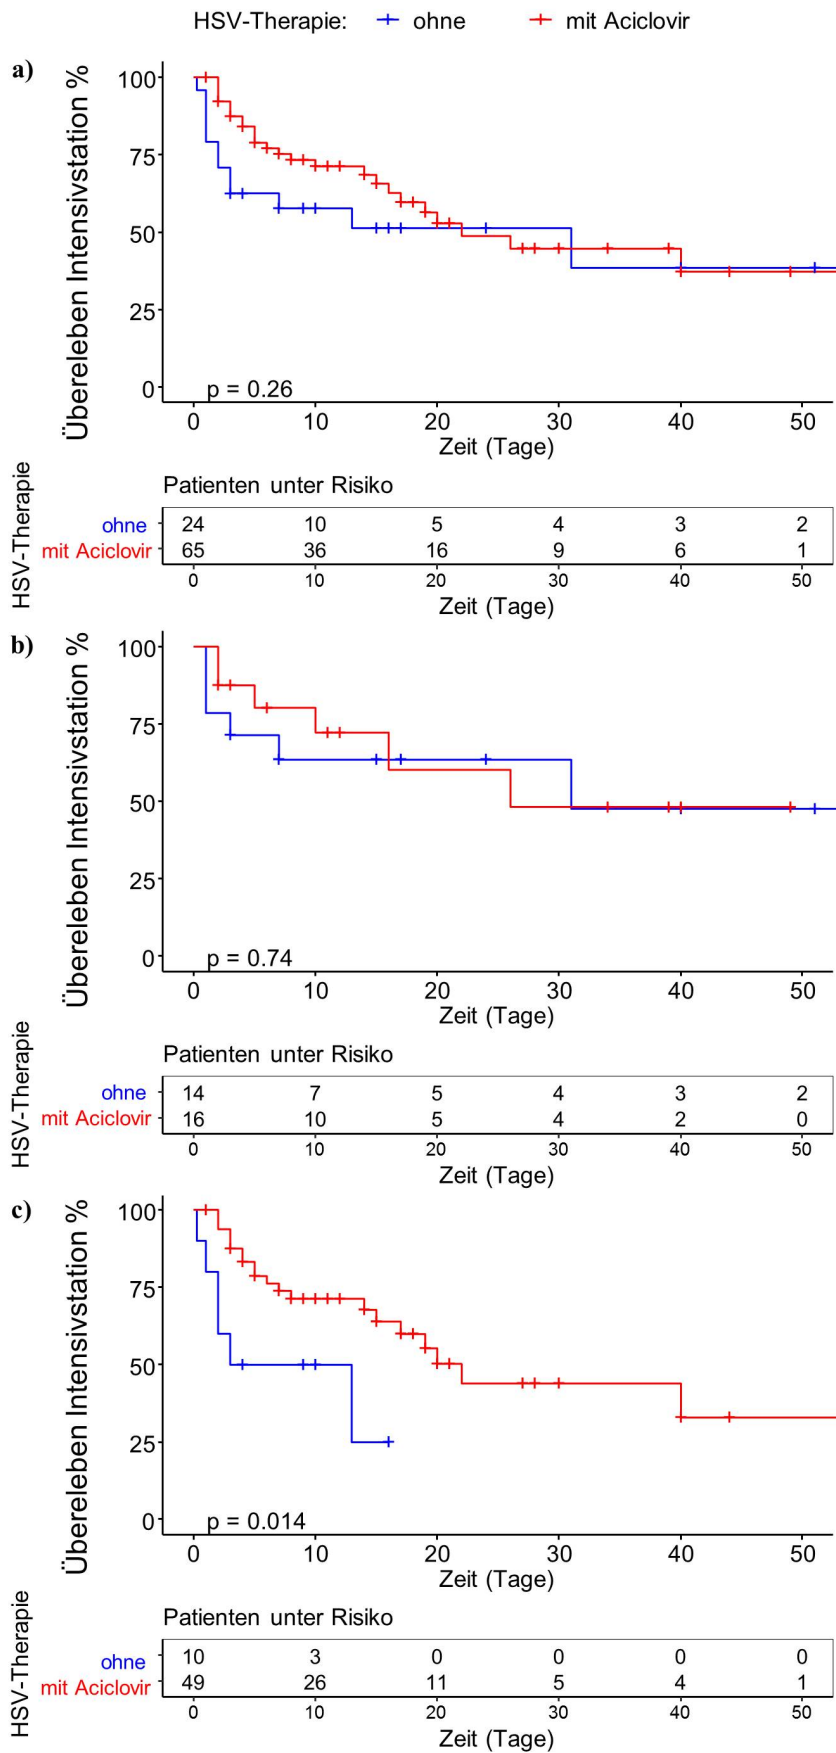 HSV-Therapie: ohne mit Aciclovir
a)
Übereleben Intensivstation %
100
75
50
25
0
p = 0.26
0 10 20 30 40 50
Zeit (Tage)
HSV-Therapie
Patienten unter Risiko
ohne 24 10 5 4 3 2
mit Aciclovir 65 36 16 9 6 1
0 10 20 30 40 50
Zeit (Tage)
b)
Übereleben Intensivstation %
100
75
50
25
0
p = 0.74
0 10 20 30 40 50
Zeit (Tage)
HSV-Therapie
Patienten unter Risiko
ohne 14 7 5 4 3 2
mit Aciclovir 16 10 5 4 2 0
0 10 20 30 40 50
Zeit (Tage)
c)
Übereleben Intensivstation %
100
75
50
25
0
p = 0.014
0 10 20 30 40 50
Zeit (Tage)
HSV-Therapie
Patienten unter Risiko
ohne 10 3 0 0 0 0
mit Aciclovir 49 26 11 5 4 1
0 10 20 30 40 50
Zeit (Tage)